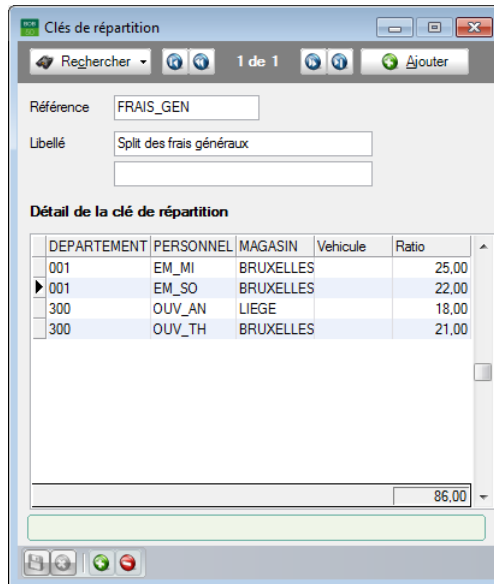 BOB
50
Clés de répartition
Rechercher
1 de 1
Ajouter
Référence
FRAIS_GEN
Libellé
Split des frais généraux
Détail de la clé de répartition
DEPARTEMENT PERSONNEL MAGASIN Vehicule Ratio
001 EM_MI BRUXELLES 25,00
001 EM_SO BRUXELLES 22,00
300 OUV_AN LIEGE 18,00
300 OUV_TH BRUXELLES 21,00
86,00